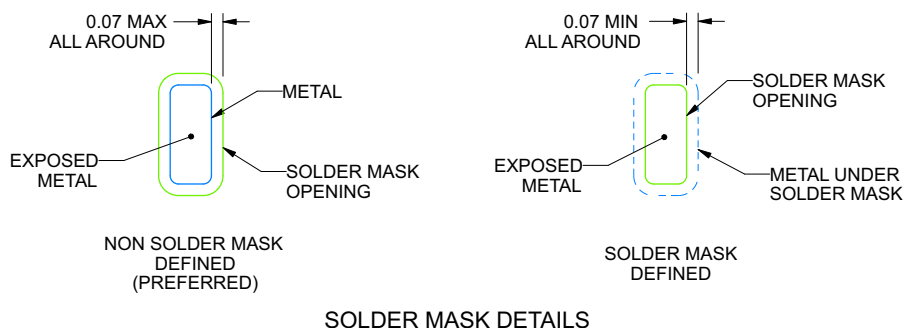 0.07 MAX
ALL AROUND
METAL
EXPOSED
METAL
SOLDER MASK
OPENING
NON SOLDER MASK
DEFINED
(PREFERRED)
0.07 MIN
ALL AROUND
SOLDER MASK
OPENING
EXPOSED
METAL
METAL UNDER
SOLDER MASK
SOLDER MASK
DEFINED
SOLDER MASK DETAILS